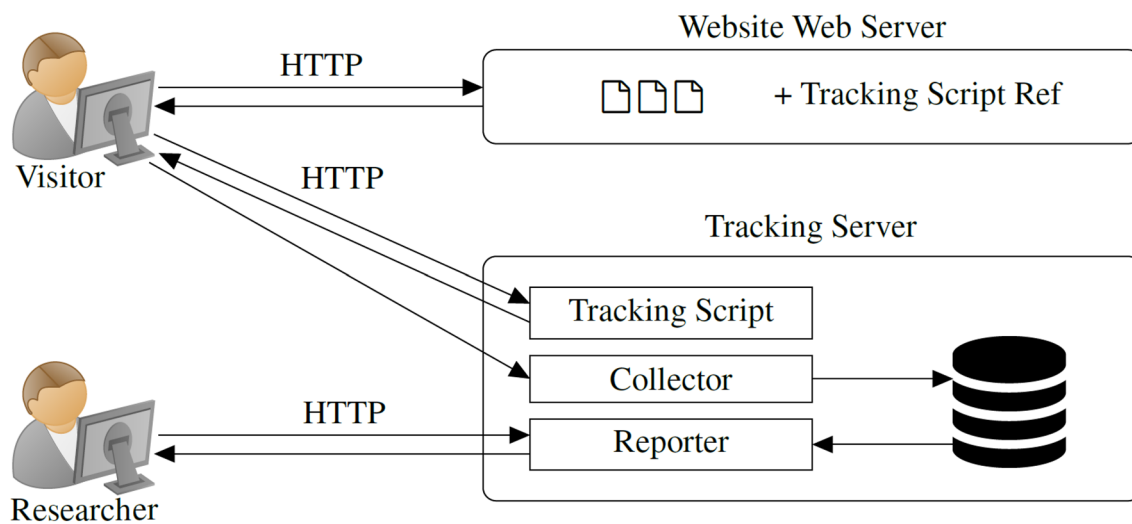 Website Web Server
HTTP
+ Tracking Script Ref
Visitor
HTTP
Tracking Server
Tracking Script
Collector
HTTP
Reporter
Researcher